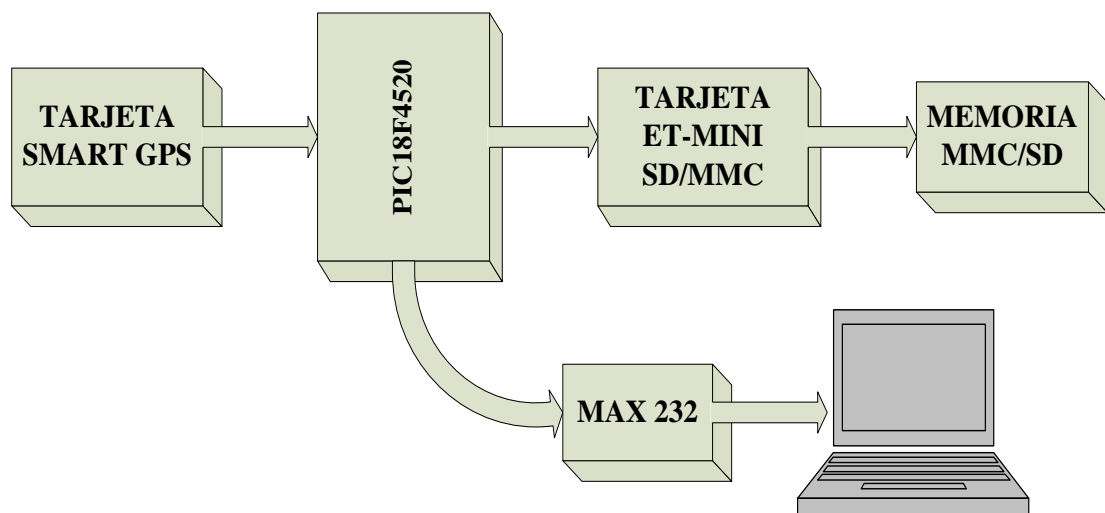 TARJETA
SMART GPS
PIC18F4520
TARJETA
ET-MINI
SD/MMC
MEMORIA
MMC/SD
MAX 232